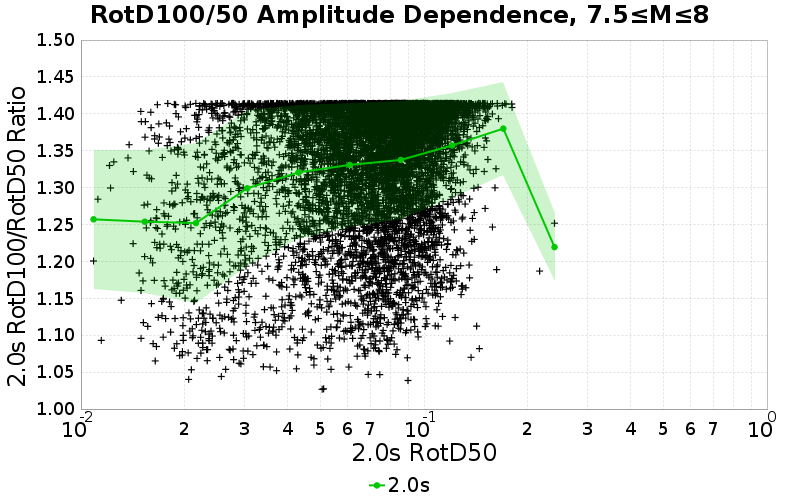 RotD100/50 Amplitude Dependence, 7.5≤M≤8
2.0s RotD100/RotD50 Ratio
1.50
1.45
1.40
1.35
1.30
1.25
1.20
1.15
1.10
1.05
1.00
10^-2 2 3 4 5 6 7 10^-1 2 3 4 5 6 7 10^0
2.0s RotD50
2.0s